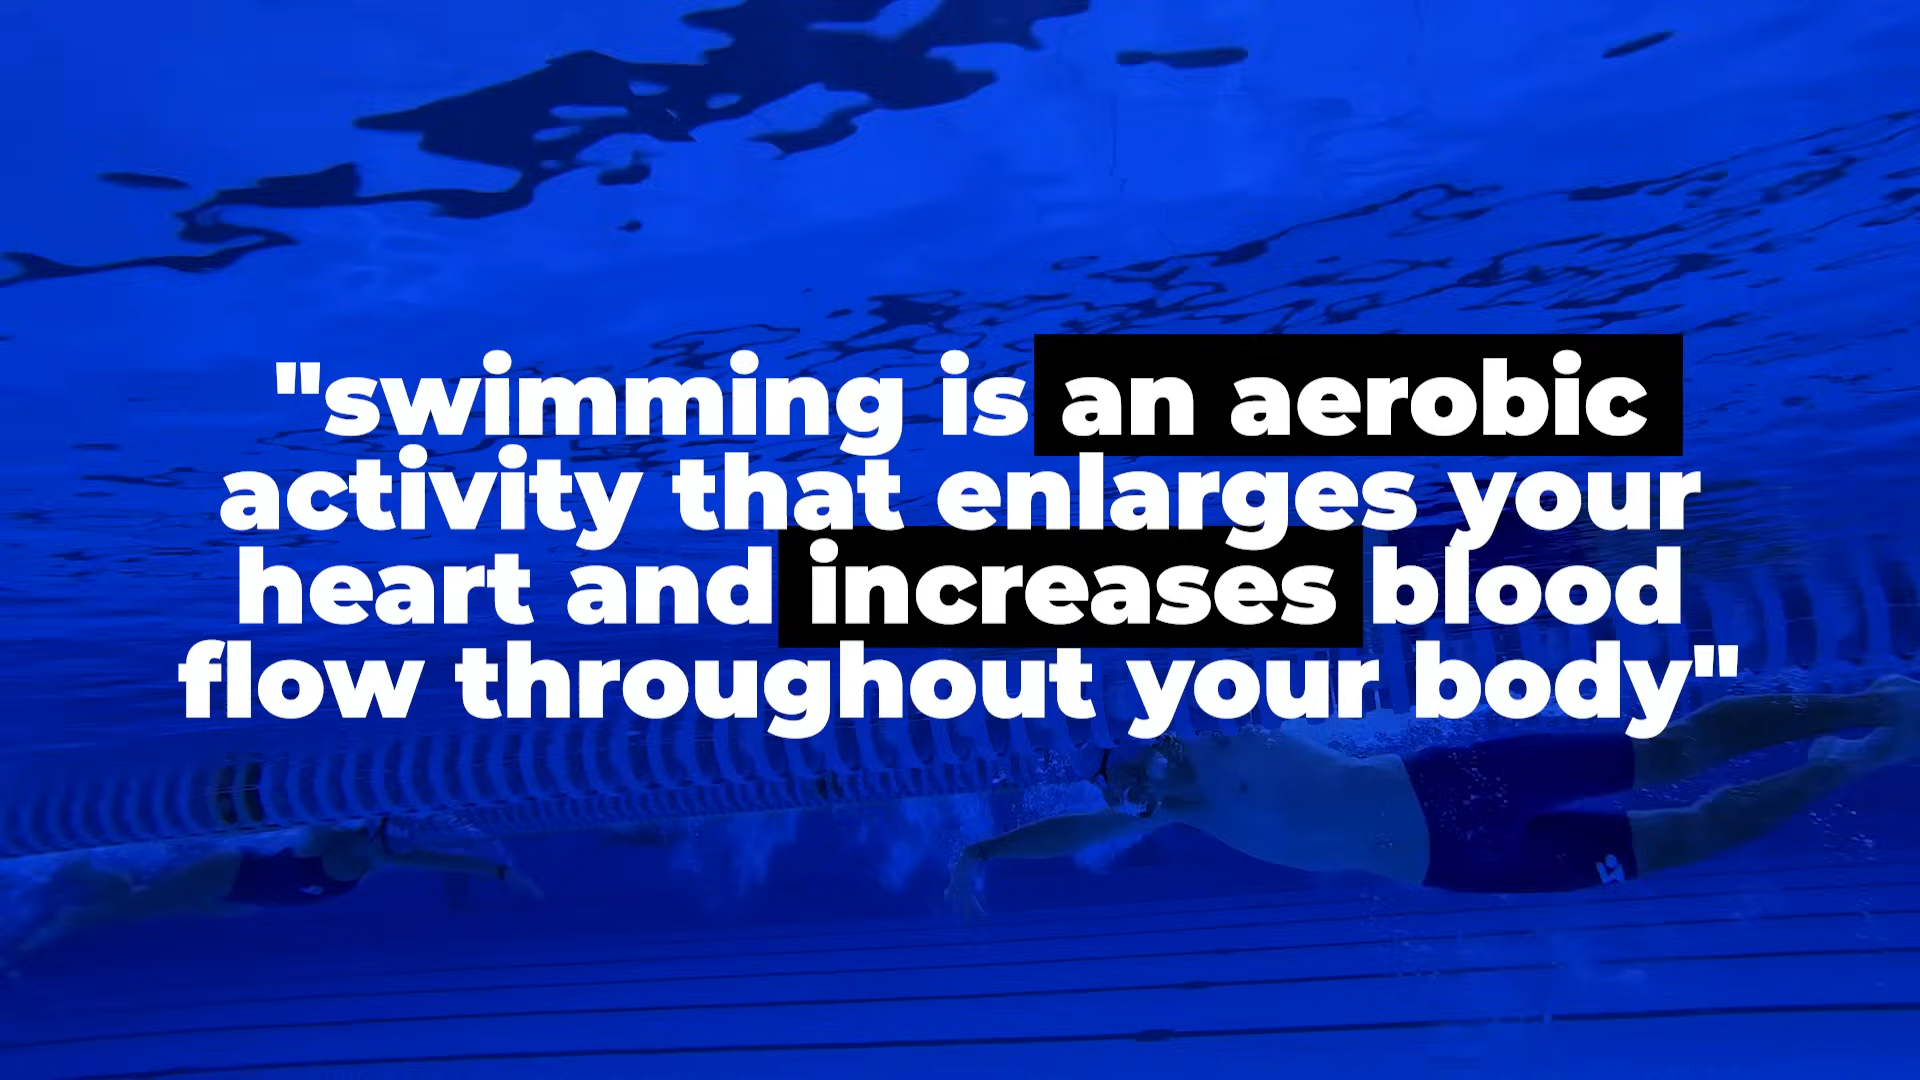 "swimming is an aerobic
activity that enlarges your
heart and increases blood
flow throughout your body"